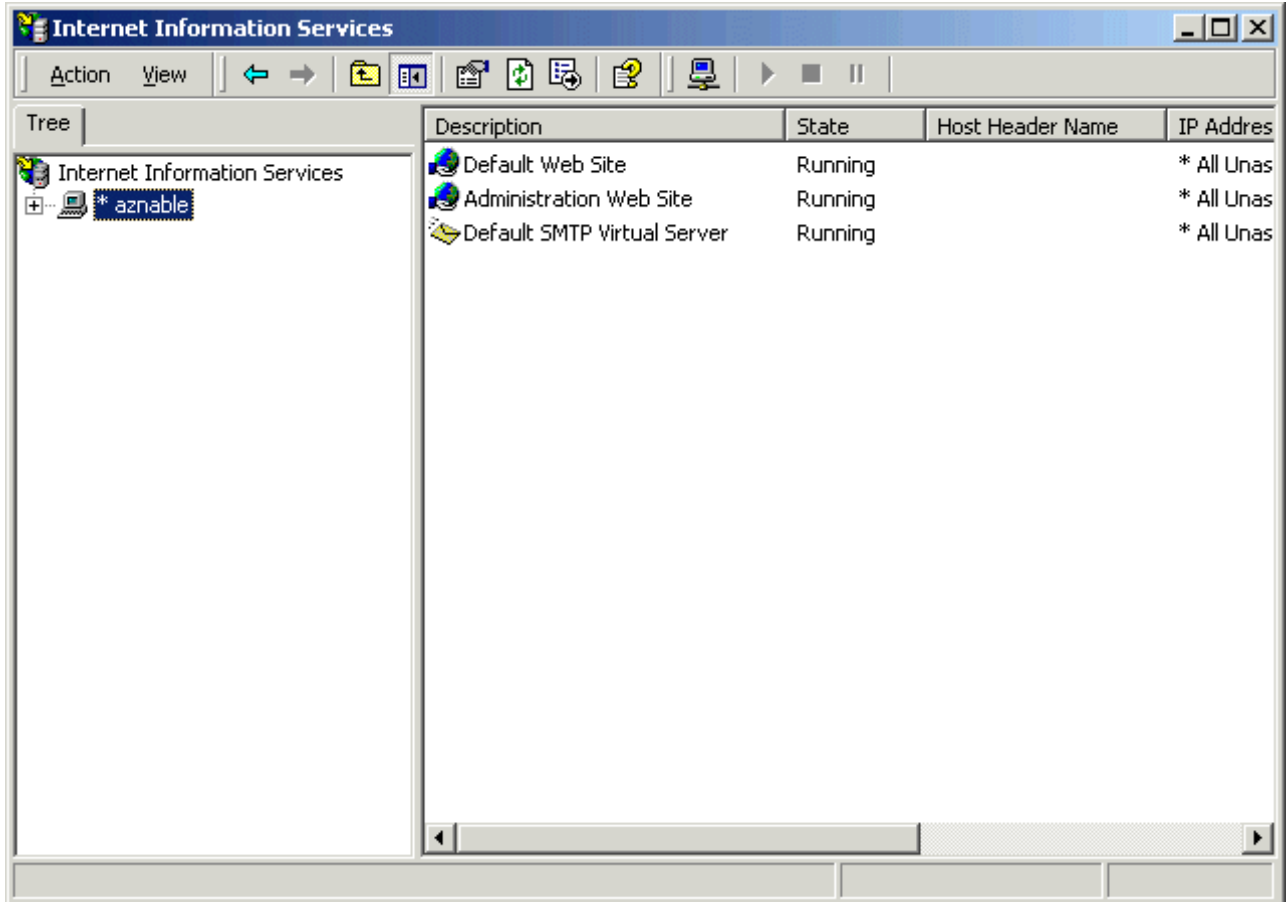 Internet Information Services
Action View
Tree
Internet Information Services
* aznable
Description State Host Header Name IP Addres
Default Web Site Running * All Unas
Administration Web Site Running * All Unas
Default SMTP Virtual Server Running * All Unas